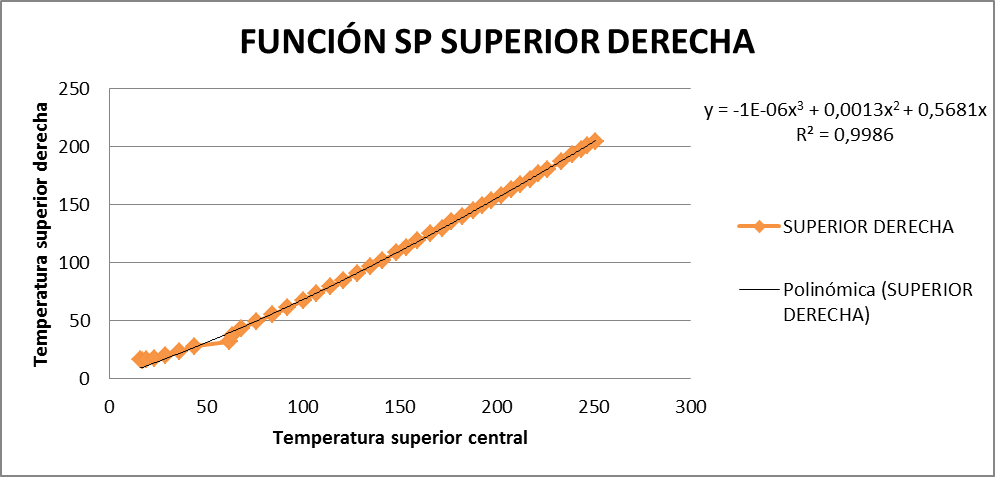 FUNCIÓN SP SUPERIOR DERECHA
250
200
150
100
50
0
0 50 100 150 200 250 300
Temperatura superior derecha
Temperatura superior central
y = -1E-06x³ + 0,0013x² + 0,5681x
R² = 0,9986
SUPERIOR DERECHA
Polinómica (SUPERIOR
DERECHA)